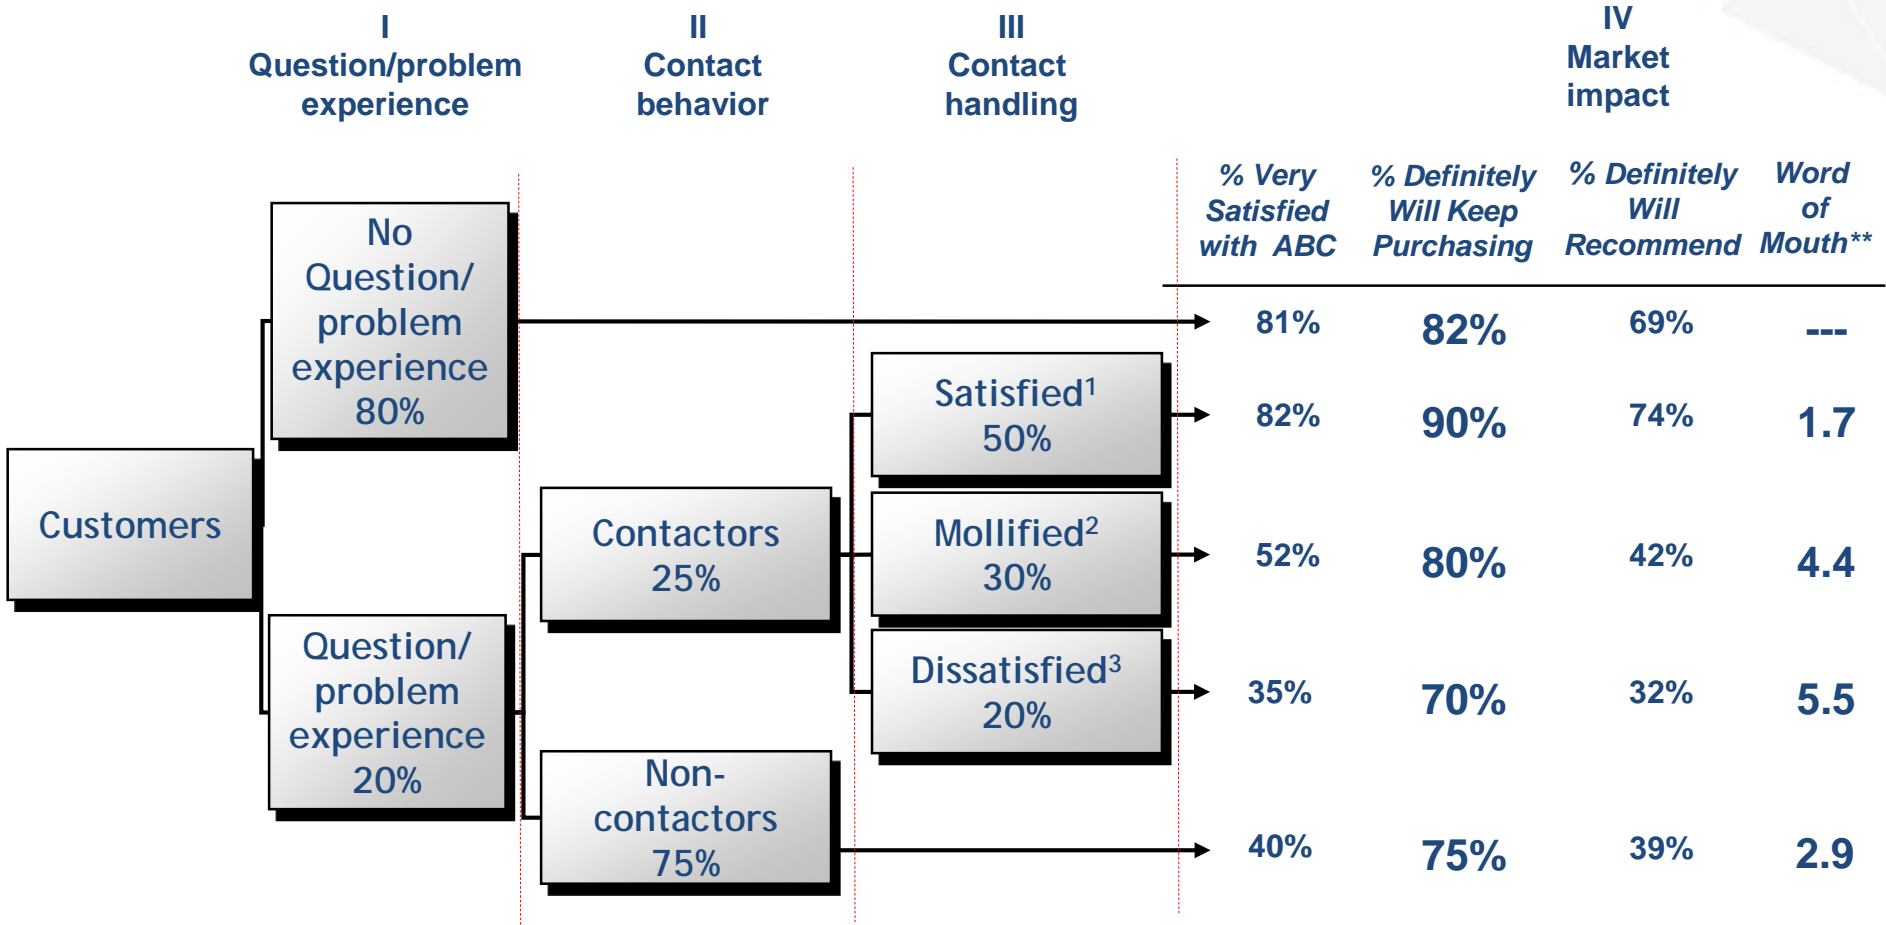 I
Question/problem
experience
II
Contact
behavior
III
Contact
handling
IV
Market
impact
% Very
Satisfied
with ABC
% Definitely
Will Keep
Purchasing
% Definitely
Will
Recommend
Word
of
Mouth**
No
Question/
problem
experience
80%
81%
82%
69%
---
Satisfied¹
50%
82%
90%
74%
1.7
Customers
Contactors
25%
Mollified²
30%
52%
80%
42%
4.4
Question/
problem
experience
20%
Dissatisfied³
20%
35%
70%
32%
5.5
Non-
contactors
75%
40%
75%
39%
2.9